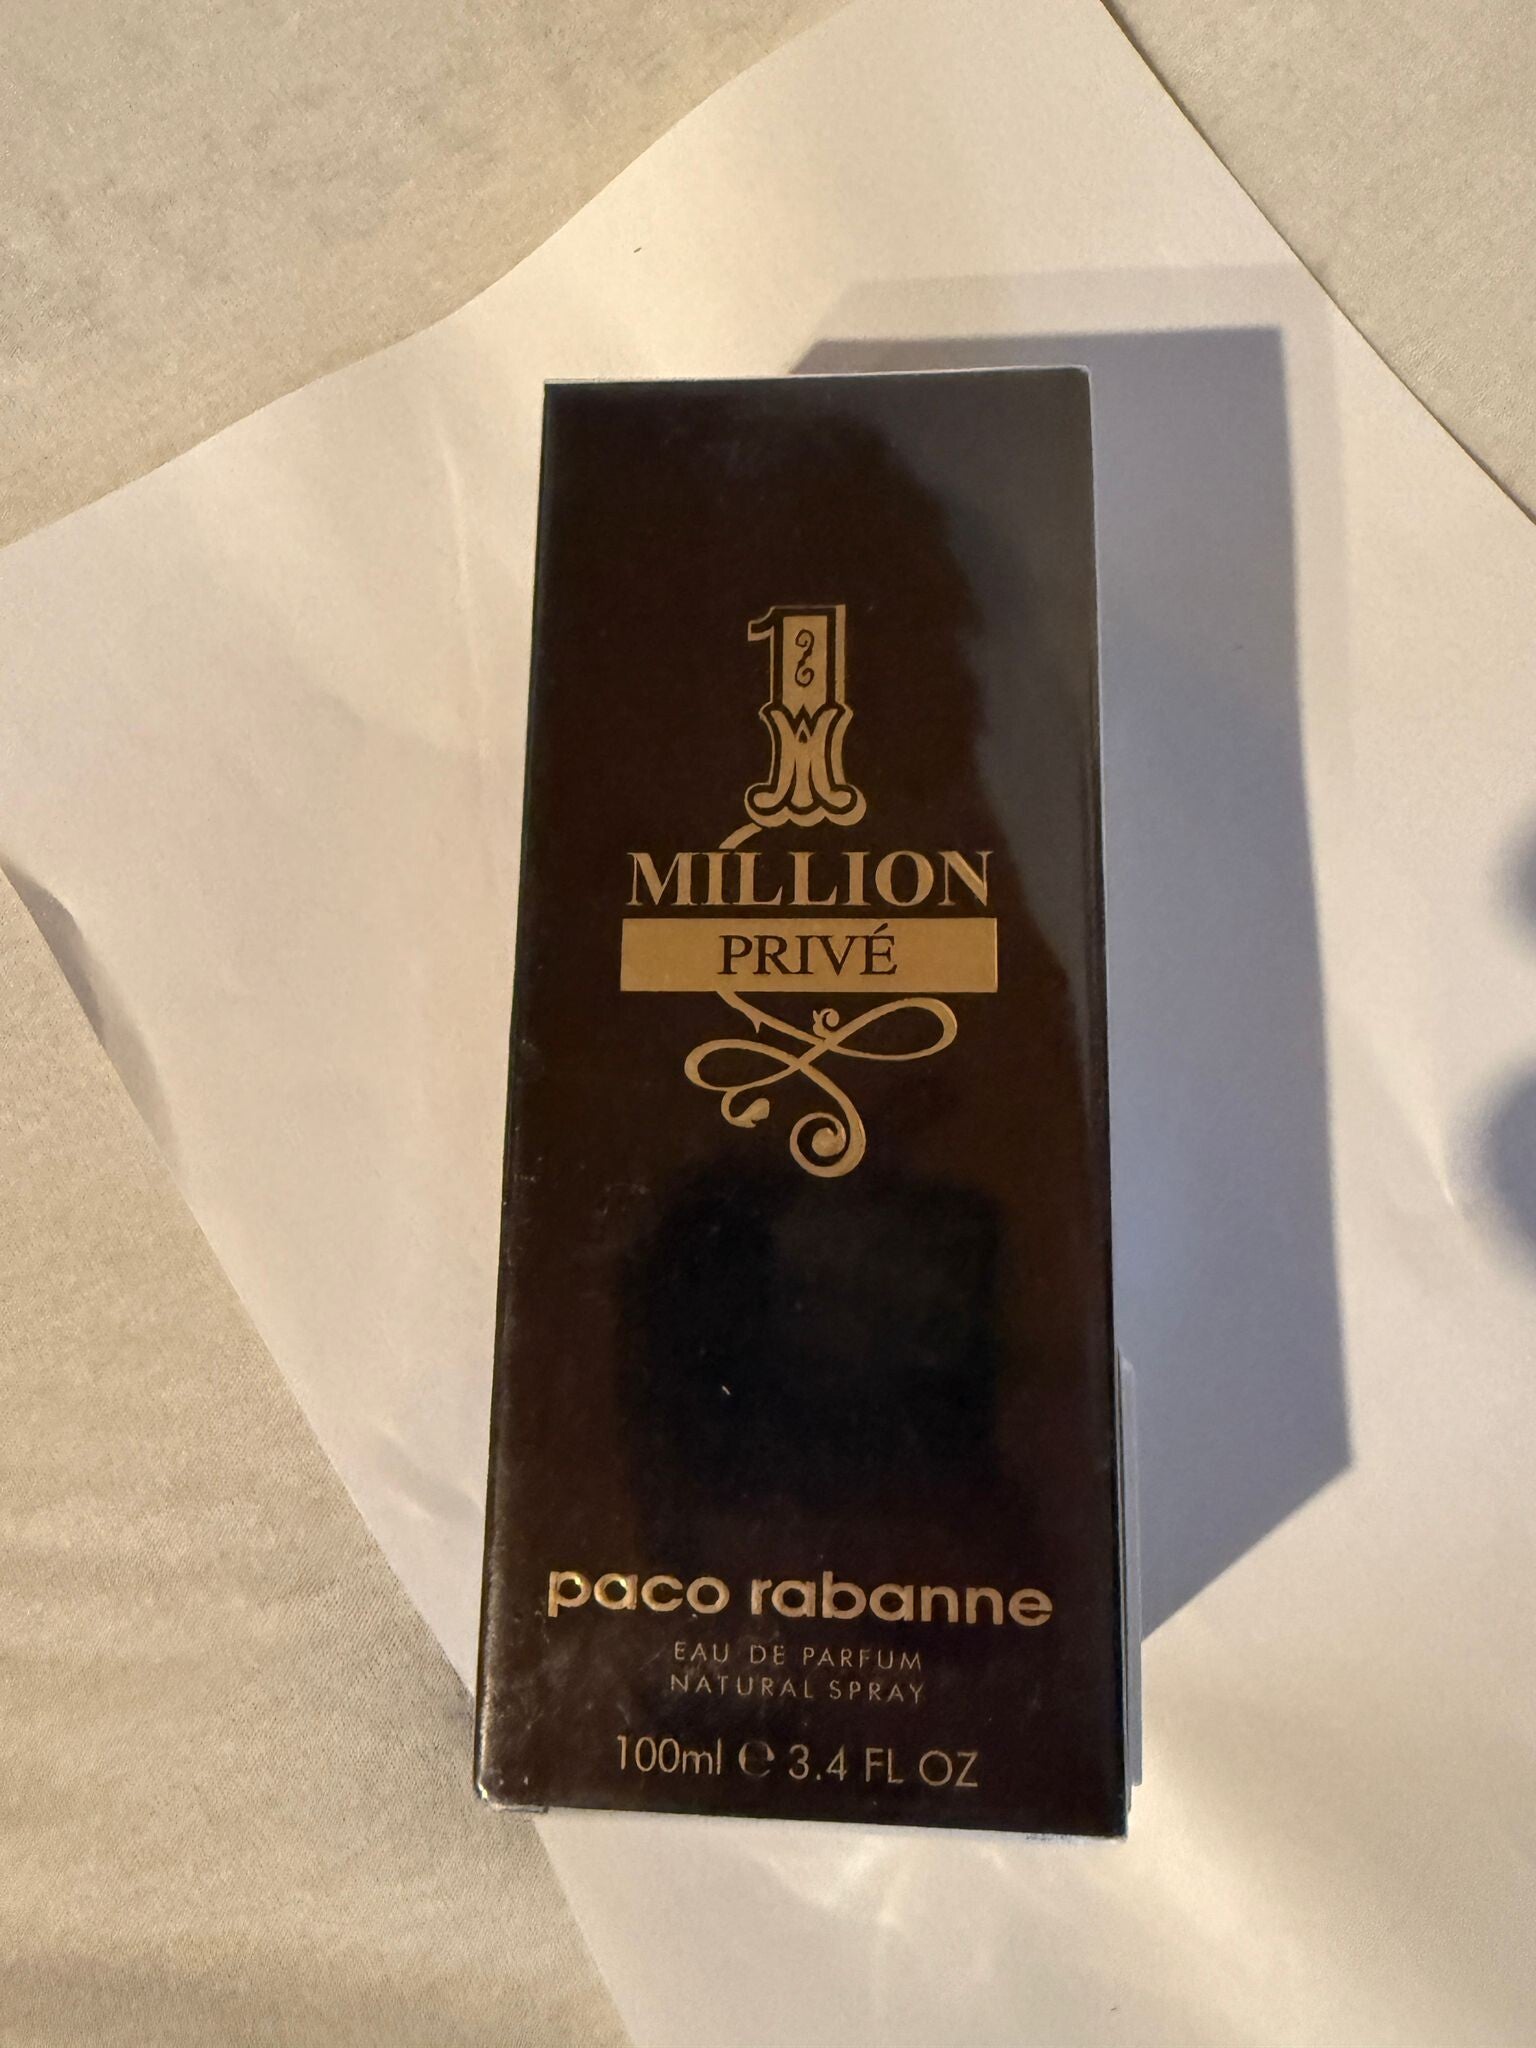 1
M
MILLION
PRIVÉ
paco rabanne
EAU DE PARFUM
NATURAL SPRAY
100ml ℮ 3.4 FL OZ